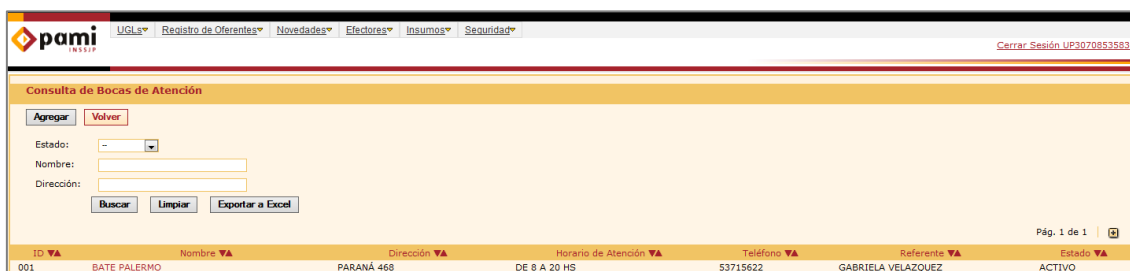 pami
INSSJP
UGLs Registro de Oferentes Novedades Efectores Insumos Seguridad
Cerrar Sesión UP3070853583
Consulta de Bocas de Atención
Agregar Volver
Estado: --
Nombre:
Dirección:
Buscar Limpiar Exportar a Excel
Pág. 1 de 1
ID Nombre Dirección Horario de Atención Teléfono Referente Estado
001 BATE PALERMO PARANÁ 468 DE 8 A 20 HS 53715622 GABRIELA VELAZQUEZ ACTIVO